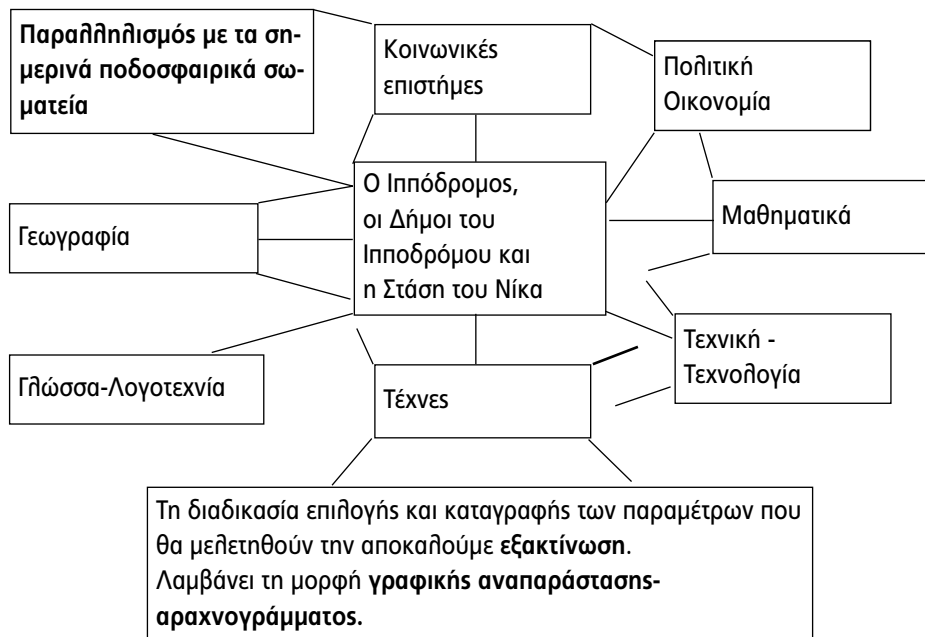 Παραλληλισμός με τα ση-
μερινά ποδοσφαιρικά σω-
ματεία
Κοινωνικές
επιστήμες
Πολιτική
Οικονομία
Γεωγραφία
Ο Ιππόδρομος,
οι Δήμοι του
Ιπποδρόμου και
η Στάση του Νίκα
Μαθηματικά
Γλώσσα-Λογοτεχνία
Τέχνες
Τεχνική -
Τεχνολογία
Τη διαδικασία επιλογής και καταγραφής των παραμέτρων που
θα μελετηθούν την αποκαλούμε εξακτίνωση.
Λαμβάνει τη μορφή γραφικής αναπαράστασης-
αραχνογράμματος.